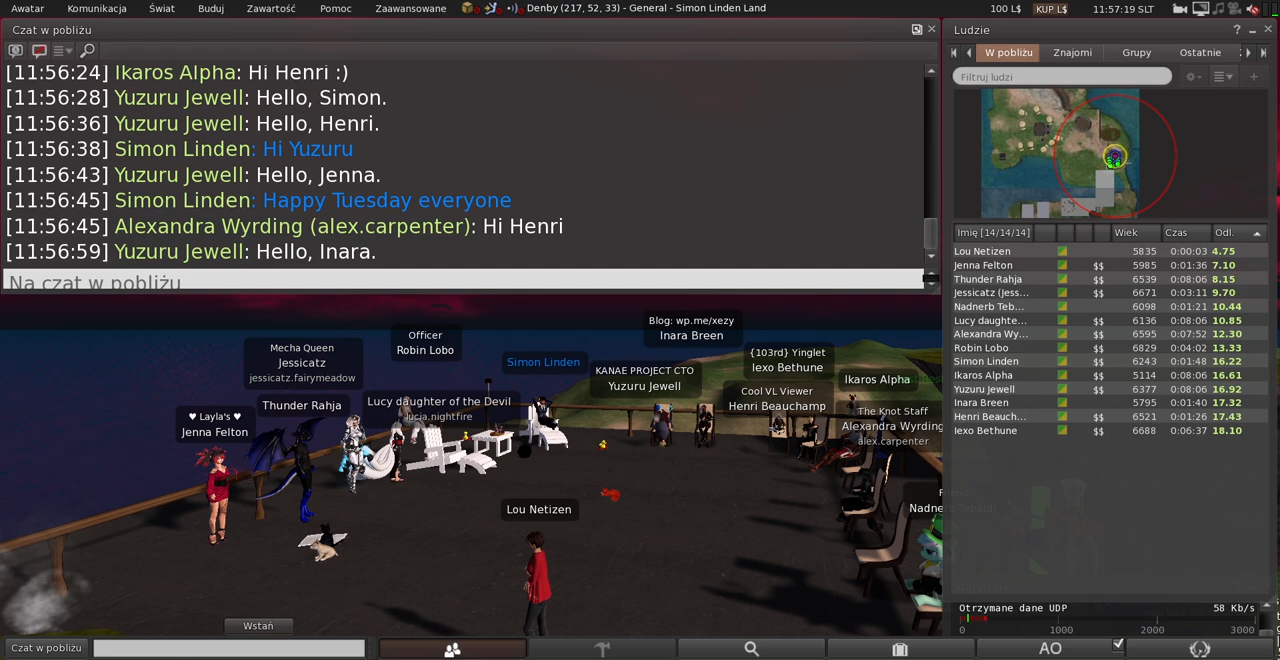 Awatar Komunikacja Świat Buduj Zawartość Pomoc Zaawansowane Denby (217, 52, 33) - General - Simon Linden Land 100 L$ KUP L$ 11:57:19 SLT
Czat w pobliżu
[11:56:24] Ikaros Alpha: Hi Henri :)
[11:56:28] Yuzuru Jewell: Hello, Simon.
[11:56:36] Yuzuru Jewell: Hello, Henri.
[11:56:38] Simon Linden: Hi Yuzuru
[11:56:43] Yuzuru Jewell: Hello, Jenna.
[11:56:45] Simon Linden: Happy Tuesday everyone
[11:56:45] Alexandra Wyrding (alex.carpenter): Hi Henri
[11:56:59] Yuzuru Jewell: Hello, Inara.
Na czat w pobliżu
Ludzie
W pobliżu Znajomi Grupy Ostatnie
Filtruj ludzi
Imię [14/14/14] Wiek Czas Odl.
Lou Netizen 5835 0:00:03 4.75
Jenna Felton $$ 5985 0:01:36 7.10
Thunder Rahja $$ 6539 0:08:06 8.15
Jessicatz (Jess... $$ 6671 0:03:11 9.70
Nadnerb Teb... 6098 0:01:21 10.44
Lucy daughte... $$ 6136 0:08:06 10.85
Alexandra Wy... $$ 6595 0:07:52 12.30
Robin Lobo $$ 6829 0:04:02 13.33
Simon Linden $$ 6243 0:01:48 16.22
Ikaros Alpha $$ 5114 0:08:06 16.61
Yuzuru Jewell $$ 6377 0:08:06 16.92
Inara Breen 5795 0:01:40 17.32
Henri Beauch... $$ 6521 0:01:26 17.43
Iexo Bethune $$ 6688 0:06:37 18.10
Blog: wp.me/xezy
Inara Breen
Officer
Robin Lobo
Mecha Queen
Jessicatz
jessicatz.fairymeadow
Simon Linden
{103rd} Yinglet
Iexo Bethune
KANAE PROJECT CTO
Yuzuru Jewell
Ikaros Alpha
Cool VL Viewer
Henri Beauchamp
Thunder Rahja
Lucy daughter of the Devil
lucia.nightfire
The Knot Staff
Alexandra Wyrding
alex.carpenter
♥ Layla's ♥
Jenna Felton
Lou Netizen
Wstań
Otrzymane dane UDP 58 Kb/s
0 1000 2000 3000
Czat w pobliżu
AO